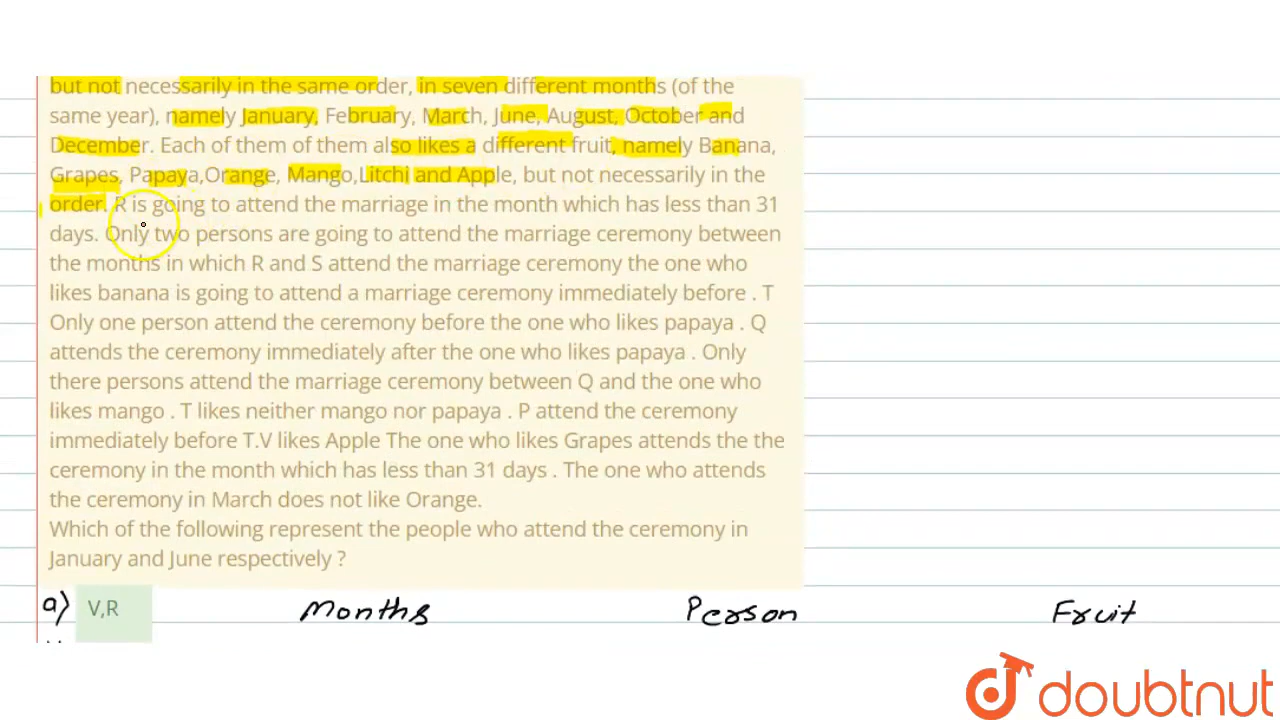 but not necessarily in the same order, in seven different months (of the
same year), namely January, February, March, June, August, October and
December. Each of them of them also likes a different fruit, namely Banana,
Grapes, Papaya,Orange, Mango,Litchi and Apple, but not necessarily in the
order. R is going to attend the marriage in the month which has less than 31
days. Only two persons are going to attend the marriage ceremony between
the months in which R and S attend the marriage ceremony the one who
likes banana is going to attend a marriage ceremony immediately before . T
Only one person attend the ceremony before the one who likes papaya . Q
attends the ceremony immediately after the one who likes papaya . Only
there persons attend the marriage ceremony between Q and the one who
likes mango . T likes neither mango nor papaya . P attend the ceremony
immediately before T.V likes Apple The one who likes Grapes attends the the
ceremony in the month which has less than 31 days . The one who attends
the ceremony in March does not like Orange.
Which of the following represent the people who attend the ceremony in
January and June respectively ?
a) V,R Months Person Fruit
doubtnut